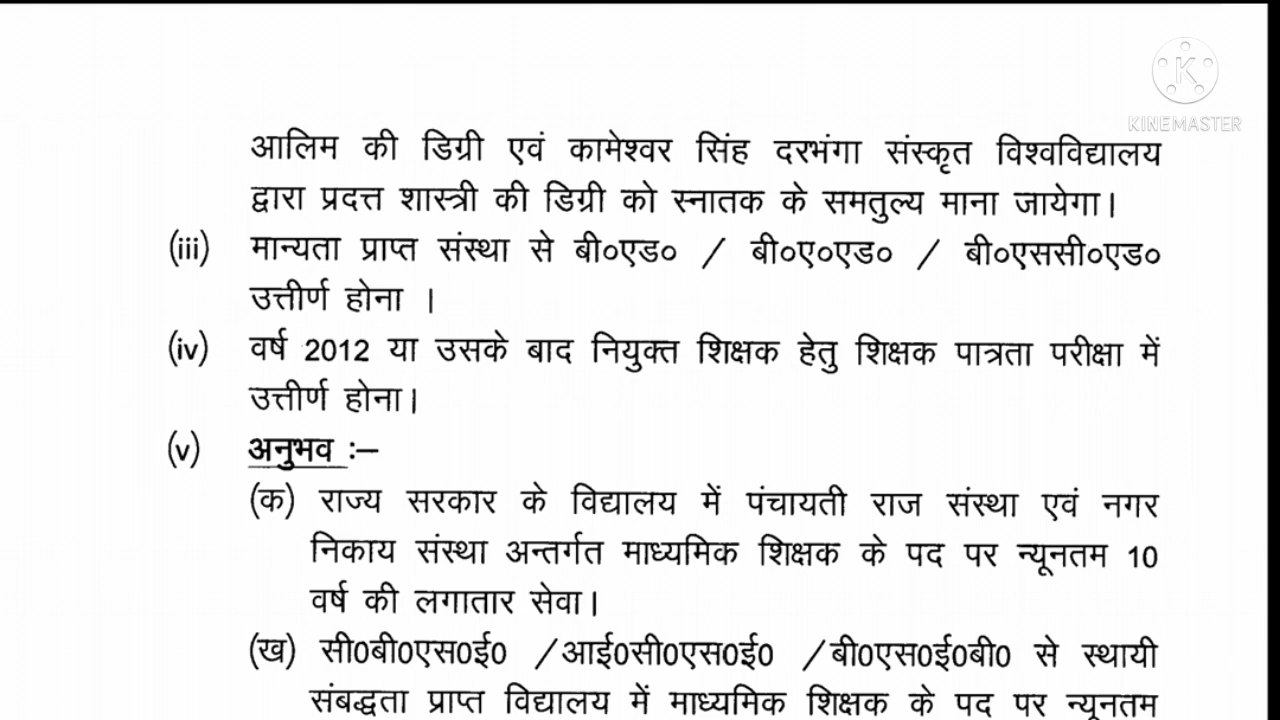 KINEMASTER
आलिम की डिग्री एवं कामेश्वर सिंह दरभंगा संस्कृत विश्वविद्यालय
द्वारा प्रदत्त शास्त्री की डिग्री को स्नातक के समतुल्य माना जायेगा।
(iii) मान्यता प्राप्त संस्था से बी०एड० / बी०ए०एड० / बी०एससी०एड०
उत्तीर्ण होना ।
(iv) वर्ष 2012 या उसके बाद नियुक्त शिक्षक हेतु शिक्षक पात्रता परीक्षा में
उत्तीर्ण होना।
(v) अनुभव :–
(क) राज्य सरकार के विद्यालय में पंचायती राज संस्था एवं नगर
निकाय संस्था अन्तर्गत माध्यमिक शिक्षक के पद पर न्यूनतम 10
वर्ष की लगातार सेवा।
(ख) सी0बी0एस0ई0 /आई0सी0एस0ई0 /बी0एस0ई0बी0 से स्थायी
संबद्धता प्राप्त विद्यालय में माध्यमिक शिक्षक के पद पर न्यूनतम